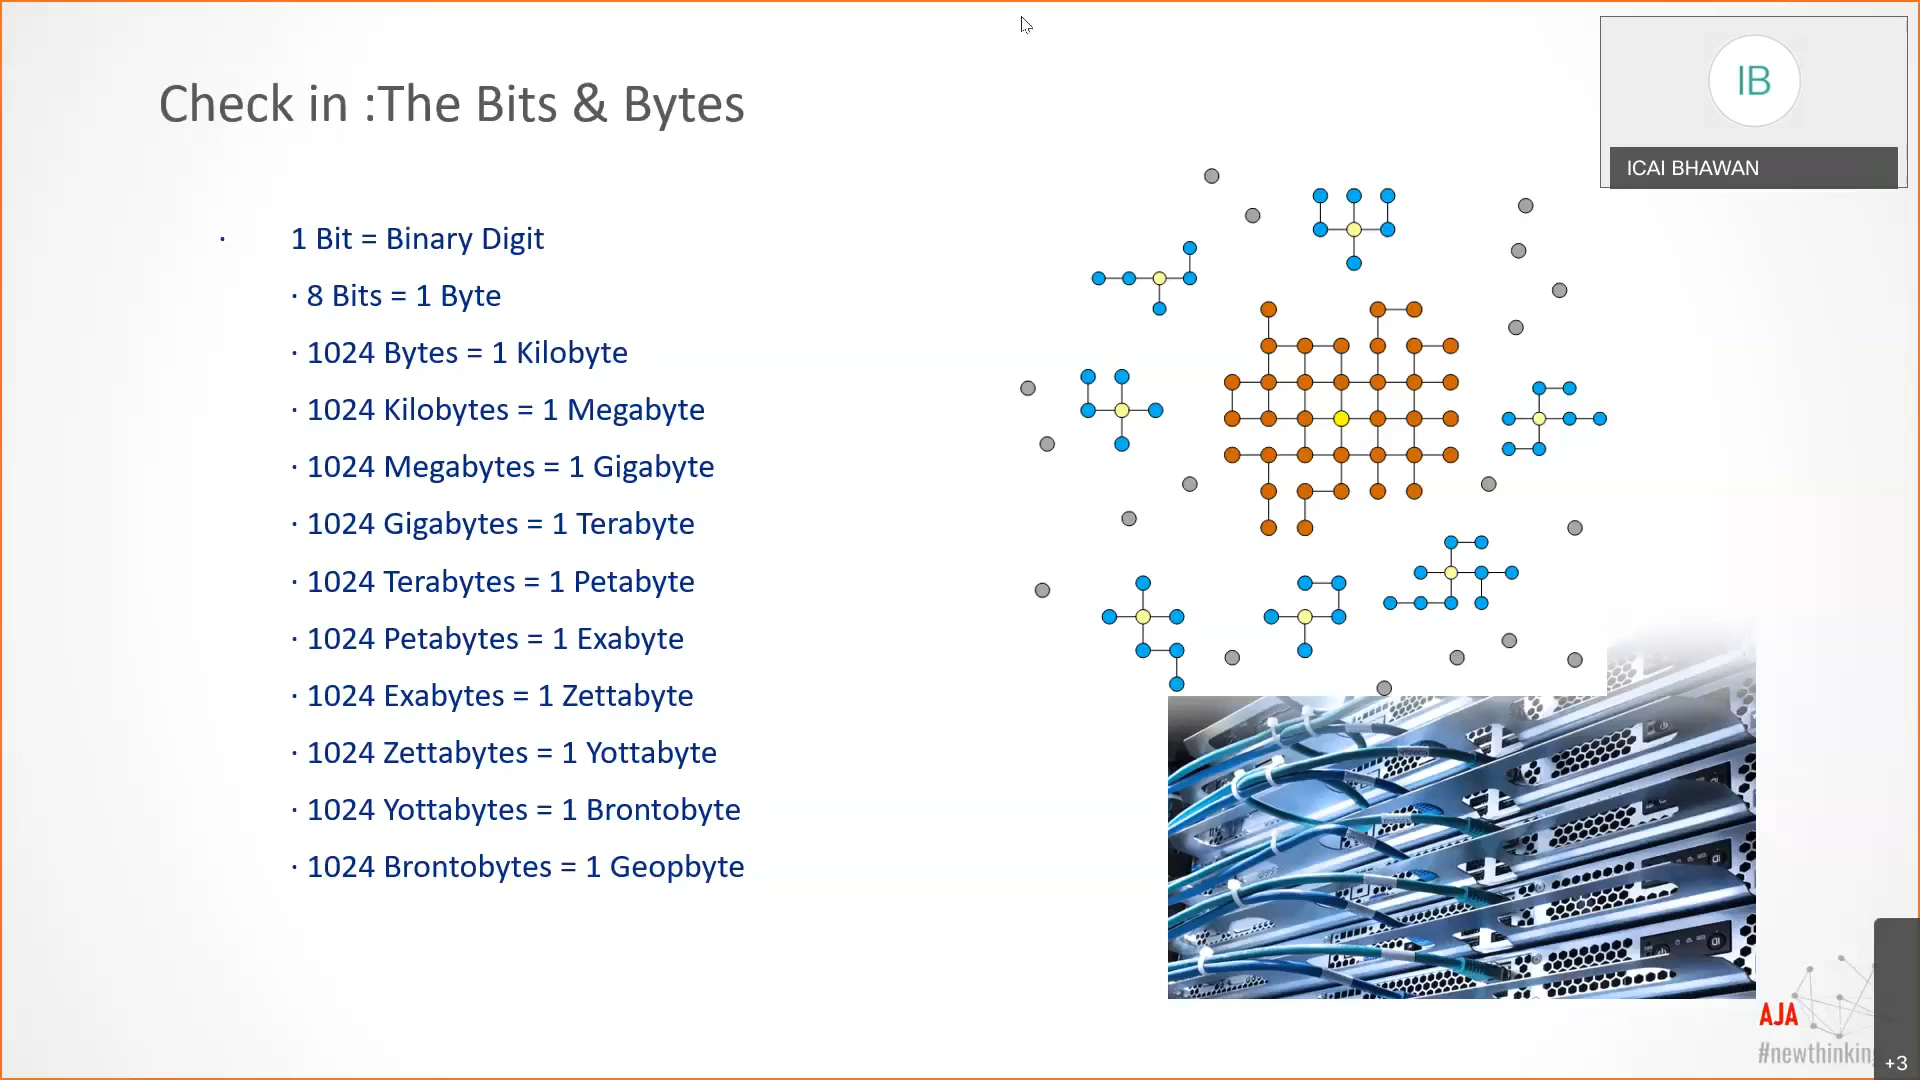 Check in :The Bits & Bytes
IB
ICAI BHAWAN
· 1 Bit = Binary Digit
· 8 Bits = 1 Byte
· 1024 Bytes = 1 Kilobyte
· 1024 Kilobytes = 1 Megabyte
· 1024 Megabytes = 1 Gigabyte
· 1024 Gigabytes = 1 Terabyte
· 1024 Terabytes = 1 Petabyte
· 1024 Petabytes = 1 Exabyte
· 1024 Exabytes = 1 Zettabyte
· 1024 Zettabytes = 1 Yottabyte
· 1024 Yottabytes = 1 Brontobyte
· 1024 Brontobytes = 1 Geopbyte
AJA
#newthinkin
+3